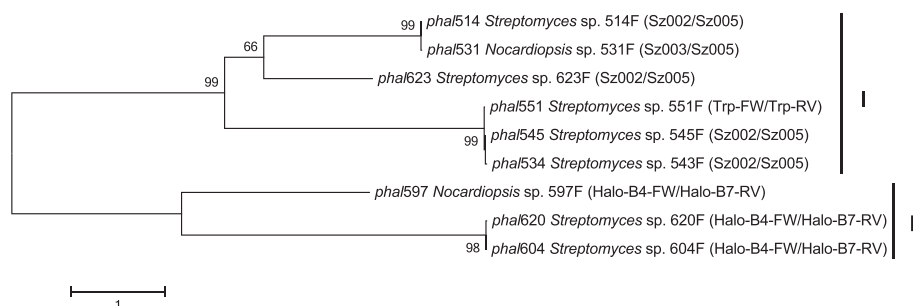 99
phal514 Streptomyces sp. 514F (Sz002/Sz005)
66
phal531 Nocardiopsis sp. 531F (Sz003/Sz005)
99
phal623 Streptomyces sp. 623F (Sz002/Sz005)
I
phal551 Streptomyces sp. 551F (Trp-FW/Trp-RV)
99
phal545 Streptomyces sp. 545F (Sz002/Sz005)
phal534 Streptomyces sp. 543F (Sz002/Sz005)
phal597 Nocardiopsis sp. 597F (Halo-B4-FW/Halo-B7-RV)
phal620 Streptomyces sp. 620F (Halo-B4-FW/Halo-B7-RV)
I
98
phal604 Streptomyces sp. 604F (Halo-B4-FW/Halo-B7-RV)
1